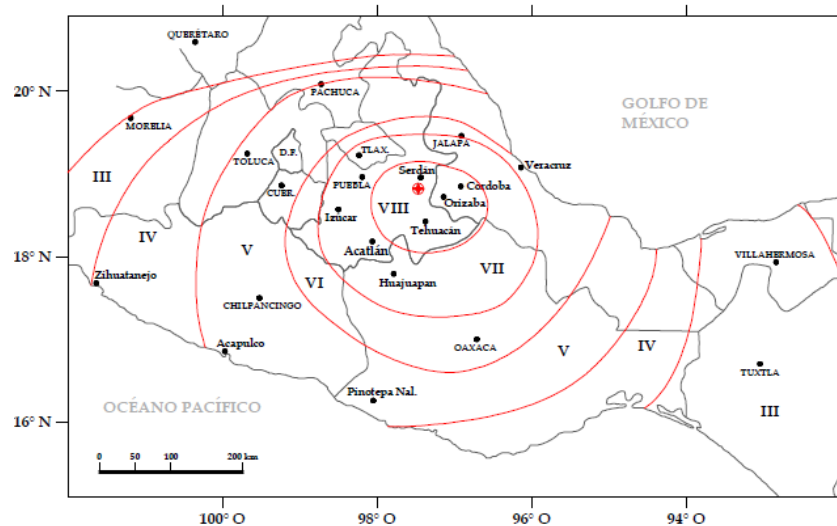 QUERÉTARO
20° N
PACHUCA
GOLFO DE
MÉXICO
MORELIA
JALAPA
TOLUCA
D.F.
TLAX.
Veracruz
Serdán
III
PUEBLA
CUER.
Córdoba
VIII
Orizaba
Izúcar
Tehuacán
IV
V
Acatlán
18° N
VII
VILLAHERMOSA
Zihuatanejo
VI
Huajuapan
CHILPANCINGO
Acapulco
OAXACA
V
IV
TUXTLA
Pinotepa Nal.
OCÉANO PACÍFICO
III
16° N
0 50 100 200 km
100° O 98° O 96° O 94° O